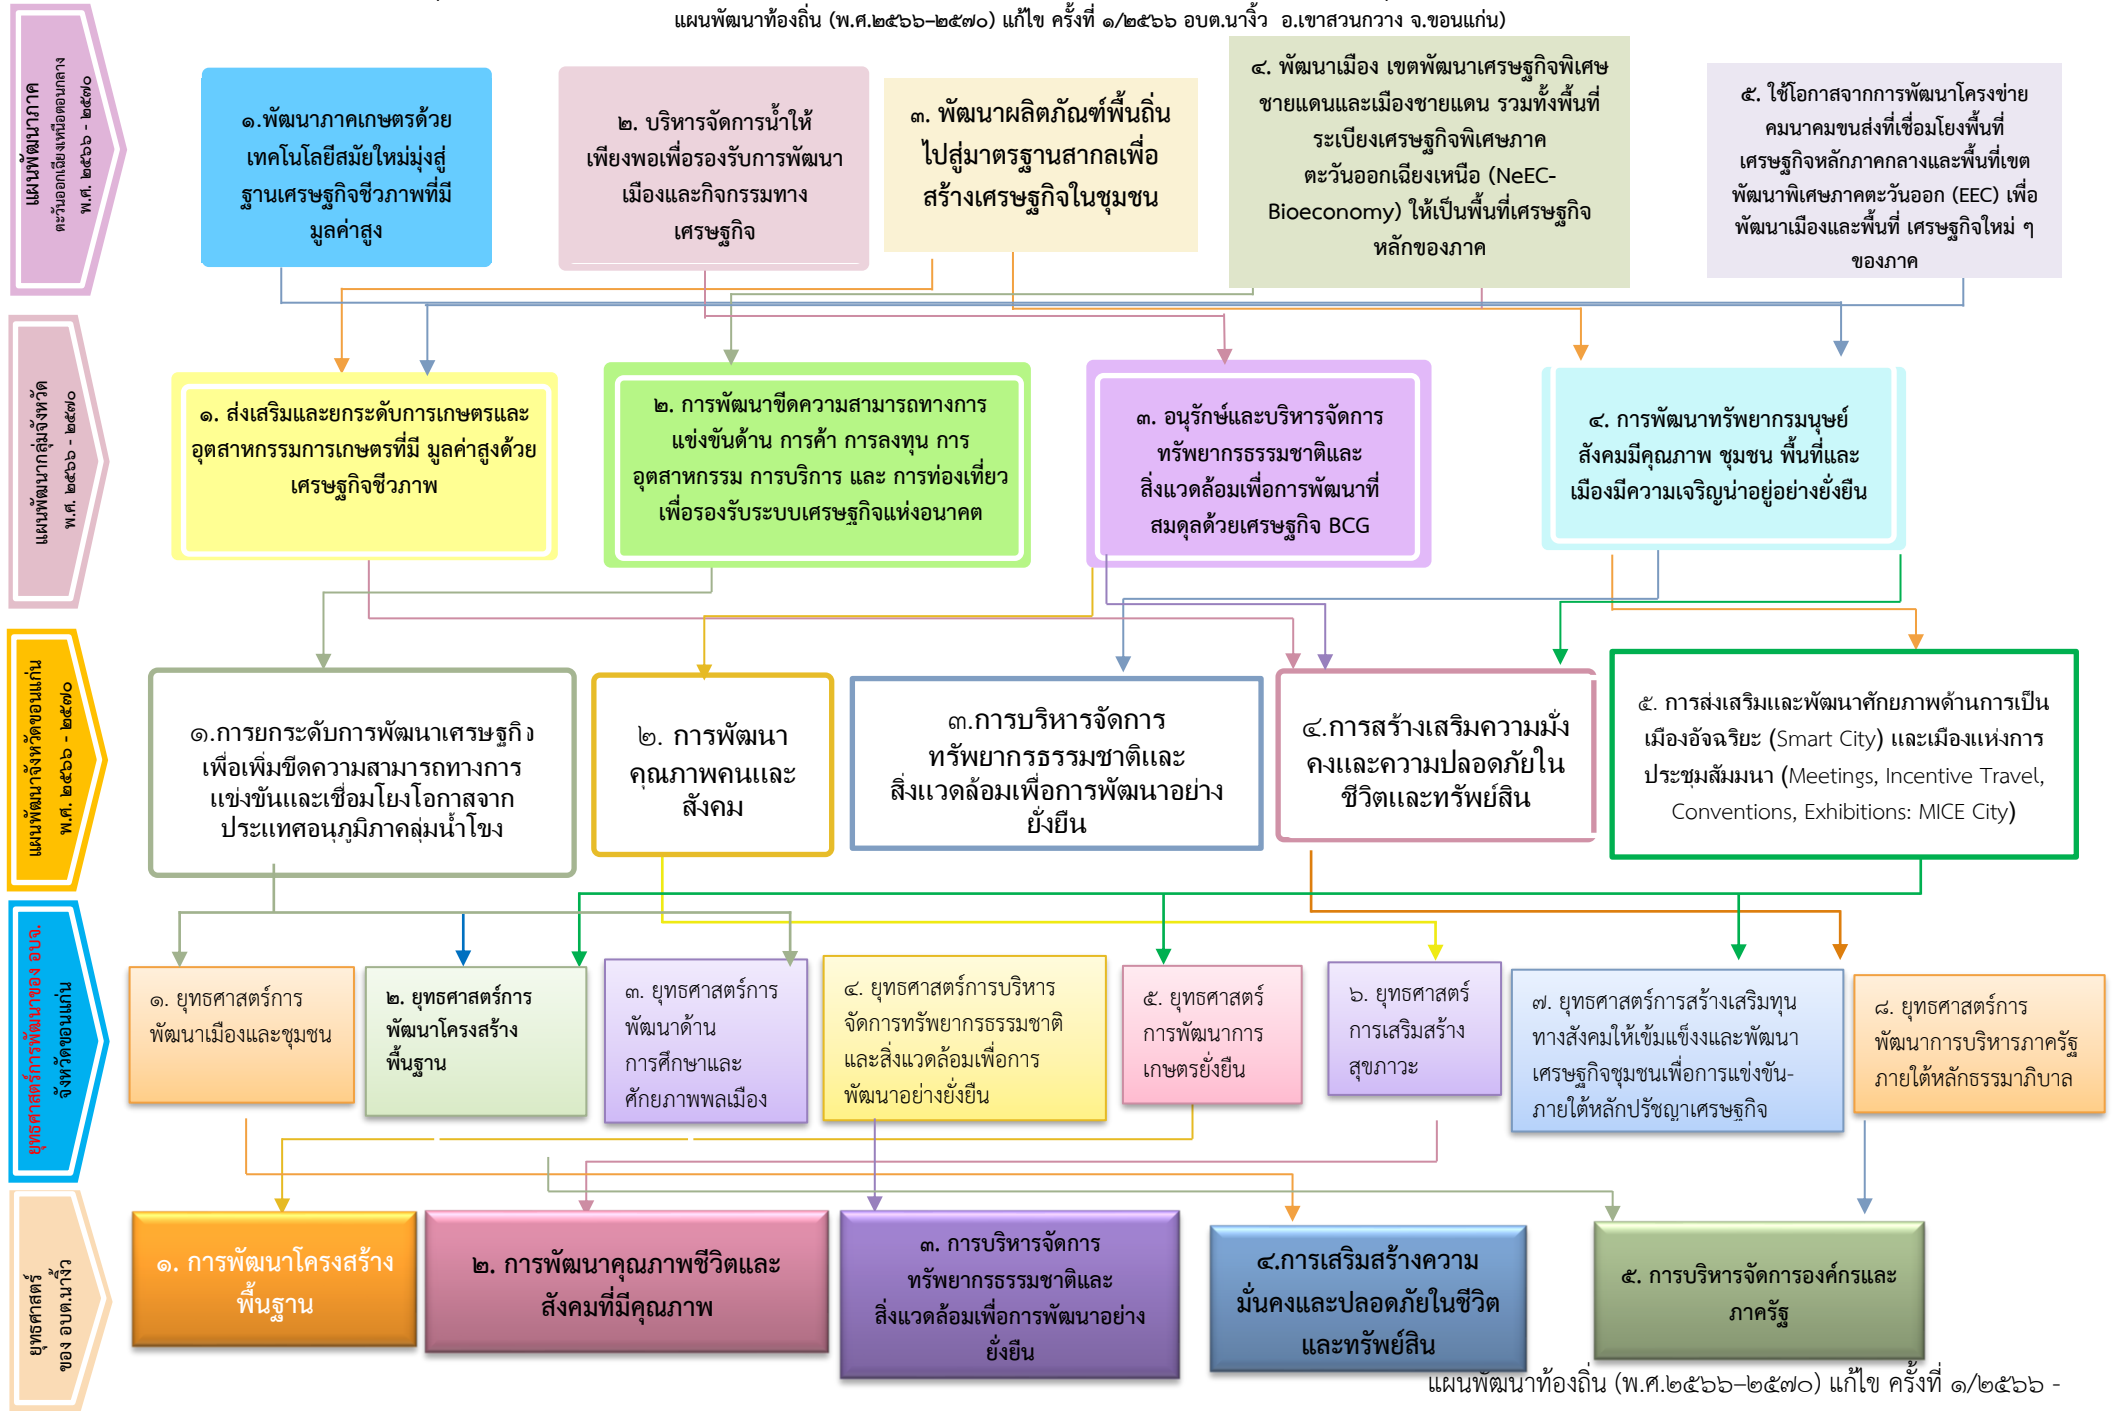 แผนพัฒนาท้องถิ่น (พ.ศ.๒๕๖๖–๒๕๗๐) แก้ไข ครั้งที่ ๑/๒๕๖๖ อบต.นางิ้ว อ.เขาสวนกวาง จ.ขอนแก่น)
แผนพัฒนาภาค
ตะวันออกเฉียงเหนือตอนกลาง
พ.ศ. ๒๕๖๖ - ๒๕๗๐
๑.พัฒนาภาคเกษตรด้วย
เทคโนโลยีสมัยใหม่มุ่งสู่
ฐานเศรษฐกิจชีวภาพที่มี
มูลค่าสูง
๒. บริหารจัดการน้ำให้
เพียงพอเพื่อรองรับการพัฒนา
เมืองและกิจกรรมทาง
เศรษฐกิจ
๓. พัฒนาผลิตภัณฑ์พื้นถิ่น
ไปสู่มาตรฐานสากลเพื่อ
สร้างเศรษฐกิจในชุมชน
๔. พัฒนาเมือง เขตพัฒนาเศรษฐกิจพิเศษ
ชายแดนและเมืองชายแดน รวมทั้งพื้นที่
ระเบียงเศรษฐกิจพิเศษภาค
ตะวันออกเฉียงเหนือ (NeEC-
Bioeconomy) ให้เป็นพื้นที่เศรษฐกิจ
หลักของภาค
๕. ใช้โอกาสจากการพัฒนาโครงข่าย
คมนาคมขนส่งที่เชื่อมโยงพื้นที่
เศรษฐกิจหลักภาคกลางและพื้นที่เขต
พัฒนาพิเศษภาคตะวันออก (EEC) เพื่อ
พัฒนาเมืองและพื้นที่ เศรษฐกิจใหม่ ๆ
ของภาค
แผนพัฒนากลุ่มจังหวัด
พ.ศ. ๒๕๖๖ - ๒๕๗๐
๑. ส่งเสริมและยกระดับการเกษตรและ
อุตสาหกรรมการเกษตรที่มี มูลค่าสูงด้วย
เศรษฐกิจชีวภาพ
๒. การพัฒนาขีดความสามารถทางการ
แข่งขันด้าน การค้า การลงทุน การ
อุตสาหกรรม การบริการ และ การท่องเที่ยว
เพื่อรองรับระบบเศรษฐกิจแห่งอนาคต
๓. อนุรักษ์และบริหารจัดการ
ทรัพยากรธรรมชาติและ
สิ่งแวดล้อมเพื่อการพัฒนาที่
สมดุลด้วยเศรษฐกิจ BCG
๔. การพัฒนาทรัพยากรมนุษย์
สังคมมีคุณภาพ ชุมชน พื้นที่และ
เมืองมีความเจริญน่าอยู่อย่างยั่งยืน
แผนพัฒนาจังหวัดขอนแก่น
พ.ศ. ๒๕๖๖ - ๒๕๗๐
๑.การยกระดับการพัฒนาเศรษฐกิจ
เพื่อเพิ่มขีดความสามารถทางการ
แข่งขันและเชื่อมโยงโอกาสจาก
ประเทศอนุภูมิภาคลุ่มน้ำโขง
๒. การพัฒนา
คุณภาพคนและ
สังคม
๓.การบริหารจัดการ
ทรัพยากรธรรมชาติและ
สิ่งแวดล้อมเพื่อการพัฒนาอย่าง
ยั่งยืน
๔.การสร้างเสริมความมั่ง
คงและความปลอดภัยใน
ชีวิตและทรัพย์สิน
๕. การส่งเสริมและพัฒนาศักยภาพด้านการเป็น
เมืองอัจฉริยะ (Smart City) และเมืองแห่งการ
ประชุมสัมมนา (Meetings, Incentive Travel,
Conventions, Exhibitions: MICE City)
ยุทธศาสตร์การพัฒนาของ อบจ.
จังหวัดขอนแก่น
๑. ยุทธศาสตร์การ
พัฒนาเมืองและชุมชน
๒. ยุทธศาสตร์การ
พัฒนาโครงสร้าง
พื้นฐาน
๓. ยุทธศาสตร์การ
พัฒนาด้าน
การศึกษาและ
ศักยภาพพลเมือง
๔. ยุทธศาสตร์การบริหาร
จัดการทรัพยากรธรรมชาติ
และสิ่งแวดล้อมเพื่อการ
พัฒนาอย่างยั่งยืน
๕. ยุทธศาสตร์
การพัฒนาการ
เกษตรยั่งยืน
๖. ยุทธศาสตร์
การเสริมสร้าง
สุขภาวะ
๗. ยุทธศาสตร์การสร้างเสริมทุน
ทางสังคมให้เข้มแข็งงและพัฒนา
เศรษฐกิจชุมชนเพื่อการแข่งขัน-
ภายใต้หลักปรัชญาเศรษฐกิจ
๘. ยุทธศาสตร์การ
พัฒนาการบริหารภาครัฐ
ภายใต้หลักธรรมาภิบาล
ยุทธศาสตร์
ของ อบต.นางิ้ว
๑. การพัฒนาโครงสร้าง
พื้นฐาน
๒. การพัฒนาคุณภาพชีวิตและ
สังคมที่มีคุณภาพ
๓. การบริหารจัดการ
ทรัพยากรธรรมชาติและ
สิ่งแวดล้อมเพื่อการพัฒนาอย่าง
ยั่งยืน
๔.การเสริมสร้างความ
มั่นคงและปลอดภัยในชีวิต
และทรัพย์สิน
๕. การบริหารจัดการองค์กรและ
ภาครัฐ
แผนพัฒนาท้องถิ่น (พ.ศ.๒๕๖๖–๒๕๗๐) แก้ไข ครั้งที่ ๑/๒๕๖๖ -